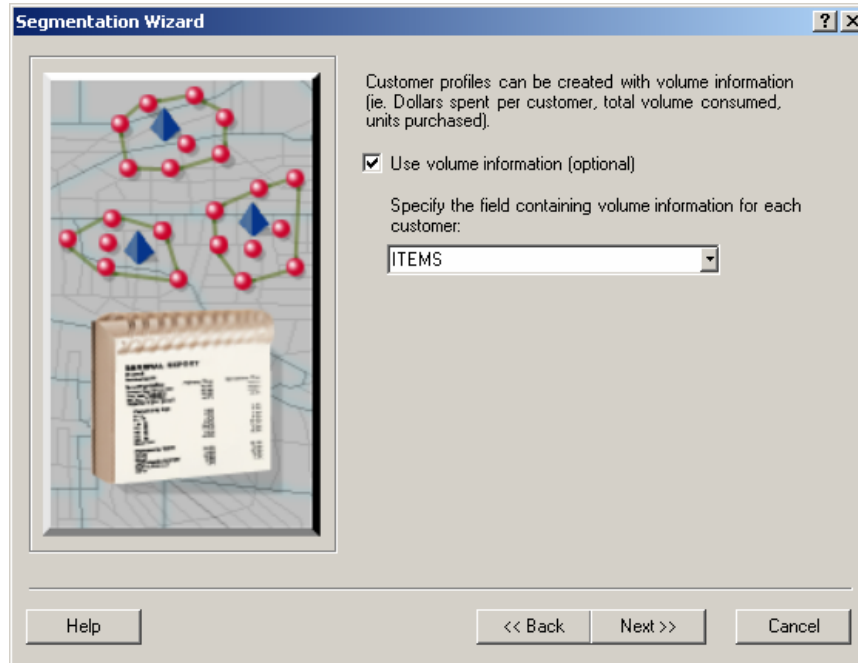 Segmentation Wizard
Customer profiles can be created with volume information
(ie. Dollars spent per customer, total volume consumed,
units purchased).
Use volume information (optional)
Specify the field containing volume information for each
customer:
ITEMS
Help
<< Back
Next >>
Cancel